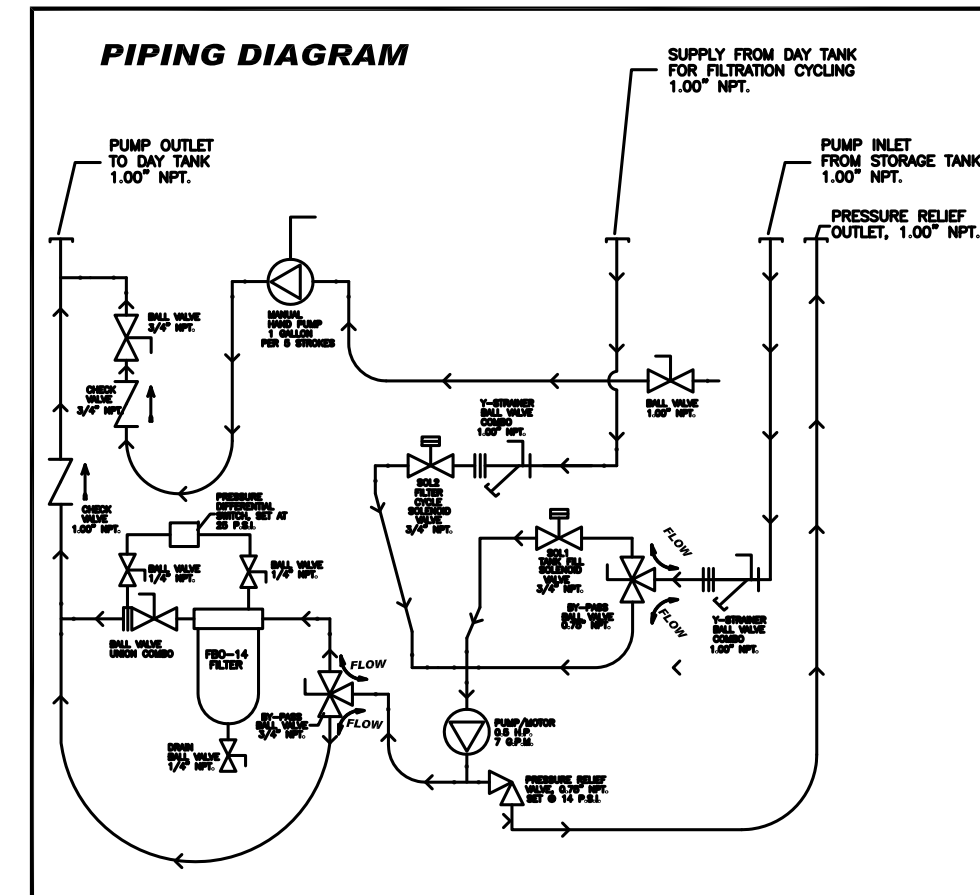 PIPING DIAGRAM
SUPPLY FROM DAY TANK
FOR FILTRATION CYCLING
1.00" NPT.
PUMP OUTLET
TO DAY TANK
1.00" NPT.
PUMP INLET
FROM STORAGE TANK
1.00" NPT.
PRESSURE RELIEF
OUTLET, 1.00" NPT.
BALL VALVE
3/4" NPT.
MANUAL
HAND PUMP
1 GALLON
PER 5 STROKES
CHECK
VALVE
3/4" NPT.
Y-STRAINER
BALL VALVE
COMBO
1.00" NPT.
BALL VALVE
1.00" NPT.
SOL2
FILTER
CYCLE
SOLENOID
VALVE
3/4" NPT.
CHECK
VALVE
1.00" NPT.
PRESSURE
DIFFERENTIAL
SWITCH, SET AT
25 P.S.I.
BALL VALVE
1/4" NPT.
BALL VALVE
1/4" NPT.
SOL1
TANK FILL
SOLENOID
VALVE
3/4" NPT.
FLOW
FLOW
BY-PASS
BALL VALVE
0.75" NPT.
Y-STRAINER
BALL VALVE
COMBO
1.00" NPT.
BALL VALVE
UNION COMBO
FBO-14
FILTER
FLOW
FLOW
BY-PASS
BALL VALVE
3/4" NPT.
DRAIN
BALL VALVE
1/4" NPT.
PUMP/MOTOR
0.5 H.P.
7 G.P.M.
PRESSURE RELIEF
VALVE, 0.75" NPT.
SET @ 14 P.S.I.